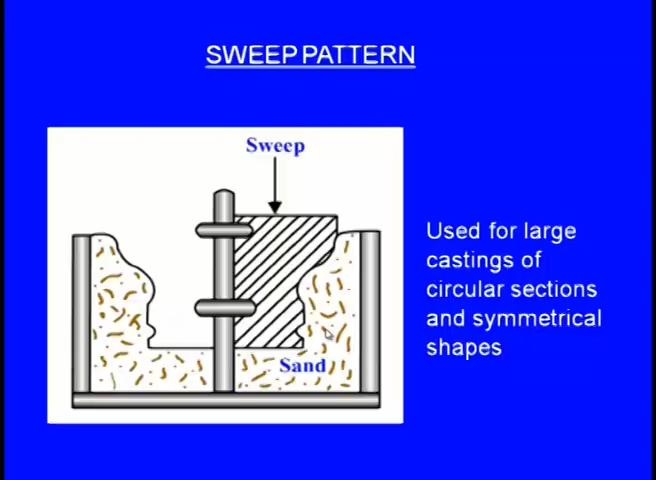 SWEEP PATTERN
Sweep
Sand
Used for large
castings of
circular sections
and symmetrical
shapes